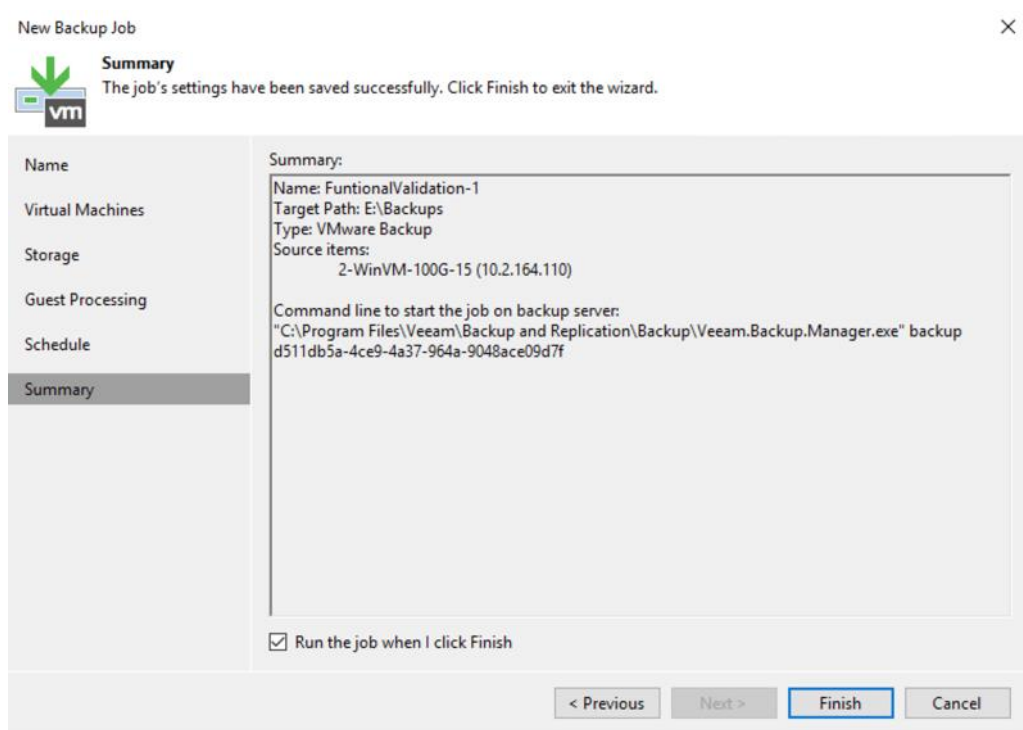 New Backup Job
Summary
The job's settings have been saved successfully. Click Finish to exit the wizard.
vm
Name
Virtual Machines
Storage
Guest Processing
Schedule
Summary
Summary:
Name: FuntionalValidation-1
Target Path: E:\Backups
Type: VMware Backup
Source items:
2-WinVM-100G-15 (10.2.164.110)
Command line to start the job on backup server:
"C:\Program Files\Veeam\Backup and Replication\Backup\Veeam.Backup.Manager.exe" backup
d511db5a-4ce9-4a37-964a-9048ace09d7f
Run the job when I click Finish
< Previous
Next >
Finish
Cancel